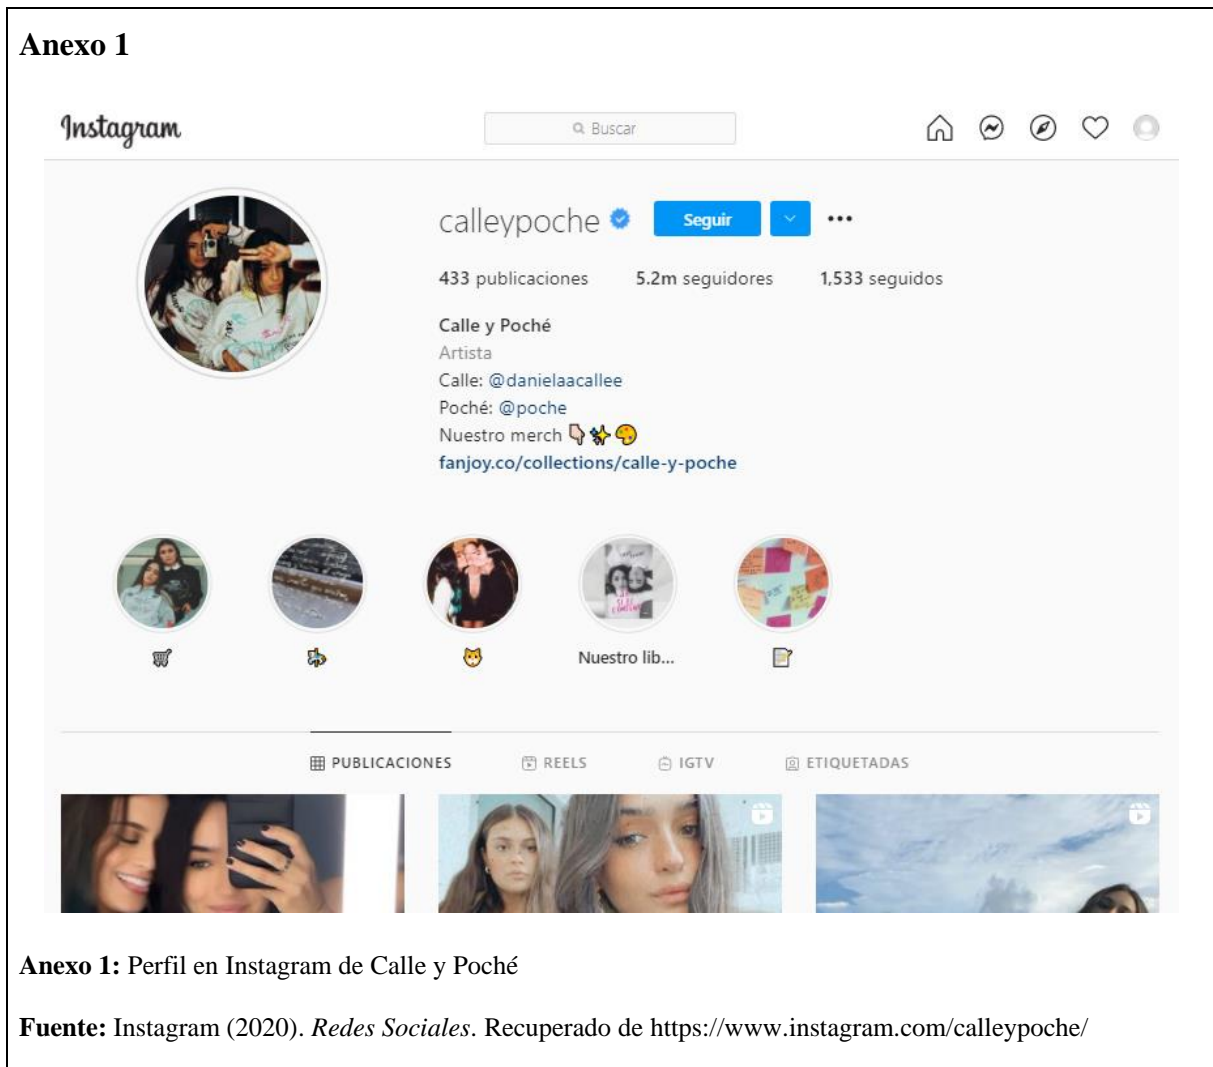 Anexo 1
Instagram
Buscar
calleypoche
Seguir
433 publicaciones 5.2m seguidores 1,533 seguidos
Calle y Poché
Artista
Calle: @danielaacallee
Poché: @poche
Nuestro merch
fanjoy.co/collections/calle-y-poche
Nuestro lib...
PUBLICACIONES REELS IGTV ETIQUETADAS
Anexo 1: Perfil en Instagram de Calle y Poché
Fuente: Instagram (2020). Redes Sociales. Recuperado de https://www.instagram.com/calleypoche/